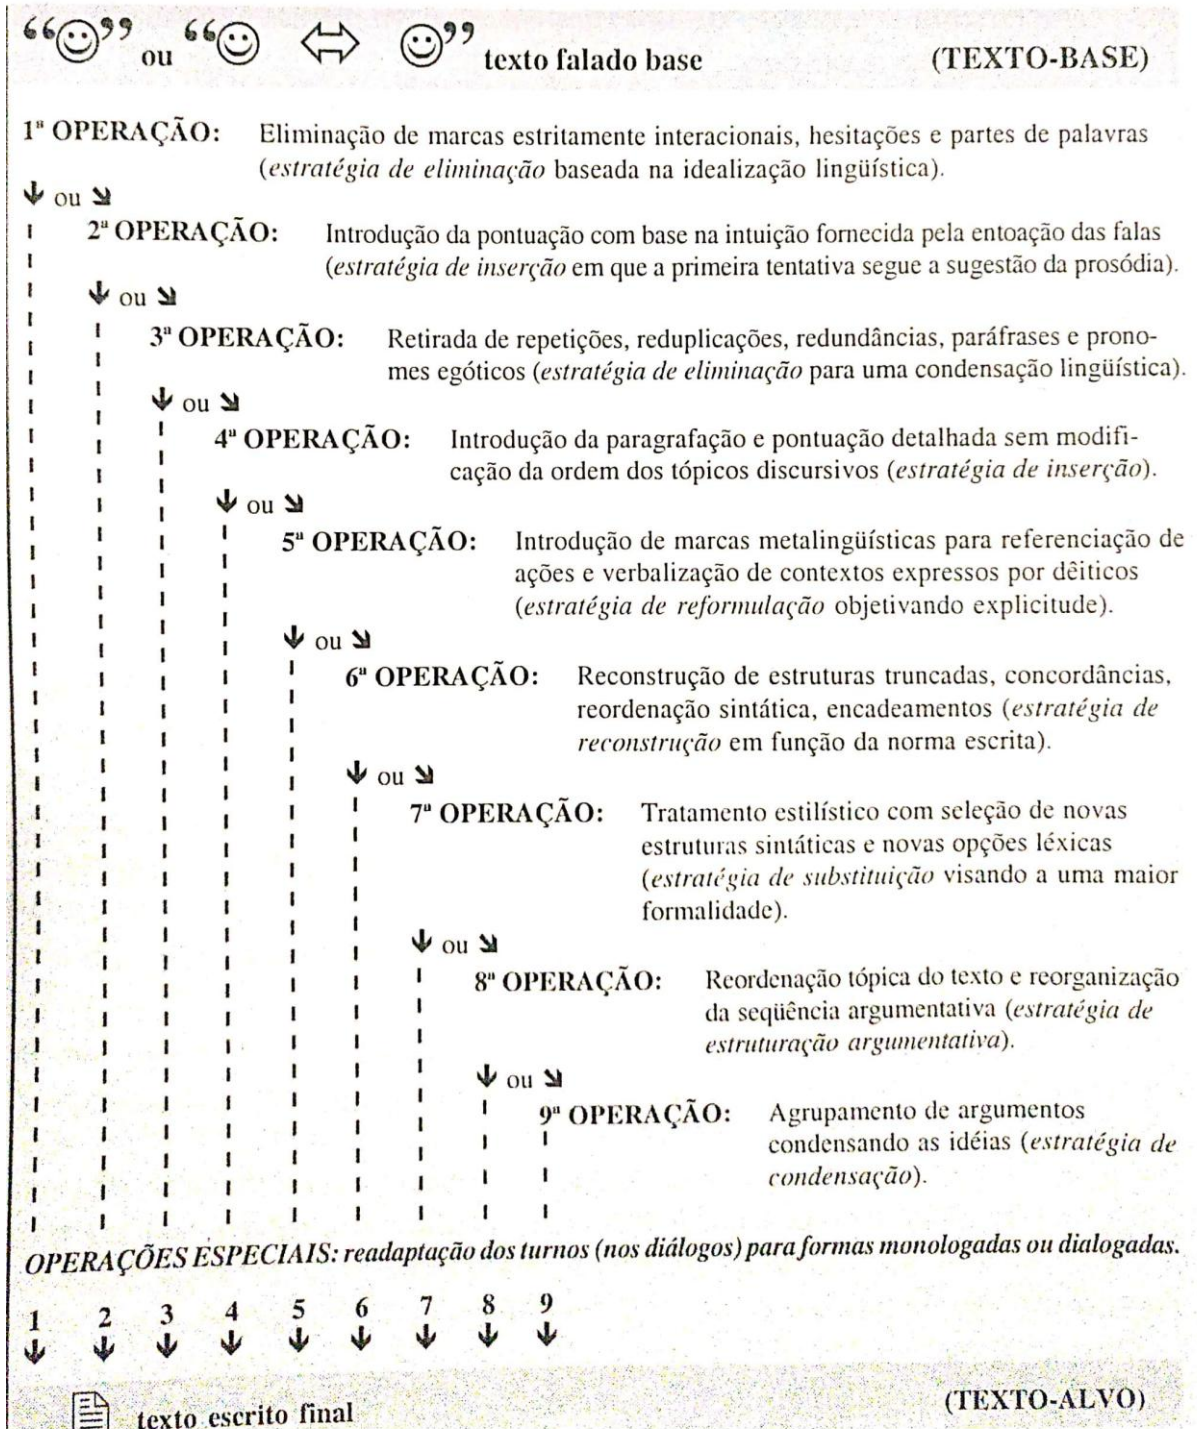 “☺” ou “☺ ⇔ ☺” texto falado base (TEXTO-BASE)
1ª OPERAÇÃO: Eliminação de marcas estritamente interacionais, hesitações e partes de palavras
(estratégia de eliminação baseada na idealização lingüística).
↓ ou ↘
2ª OPERAÇÃO: Introdução da pontuação com base na intuição fornecida pela entoação das falas
(estratégia de inserção em que a primeira tentativa segue a sugestão da prosódia).
↓ ou ↘
3ª OPERAÇÃO: Retirada de repetições, reduplicações, redundâncias, paráfrases e prono-
mes egóticos (estratégia de eliminação para uma condensação lingüística).
↓ ou ↘
4ª OPERAÇÃO: Introdução da paragrafação e pontuação detalhada sem modifi-
cação da ordem dos tópicos discursivos (estratégia de inserção).
↓ ou ↘
5ª OPERAÇÃO: Introdução de marcas metalingüísticas para referenciação de
ações e verbalização de contextos expressos por dêiticos
(estratégia de reformulação objetivando explicitude).
↓ ou ↘
6ª OPERAÇÃO: Reconstrução de estruturas truncadas, concordâncias,
reordenação sintática, encadeamentos (estratégia de
reconstrução em função da norma escrita).
↓ ou ↘
7ª OPERAÇÃO: Tratamento estilístico com seleção de novas
estruturas sintáticas e novas opções léxicas
(estratégia de substituição visando a uma maior
formalidade).
↓ ou ↘
8ª OPERAÇÃO: Reordenação tópica do texto e reorganização
da seqüência argumentativa (estratégia de
estruturação argumentativa).
↓ ou ↘
9ª OPERAÇÃO: Agrupamento de argumentos
condensando as idéias (estratégia de
condensação).
OPERAÇÕES ESPECIAIS: readaptação dos turnos (nos diálogos) para formas monologadas ou dialogadas.
1 2 3 4 5 6 7 8 9
↓ ↓ ↓ ↓ ↓ ↓ ↓ ↓ ↓
texto escrito final (TEXTO-ALVO)